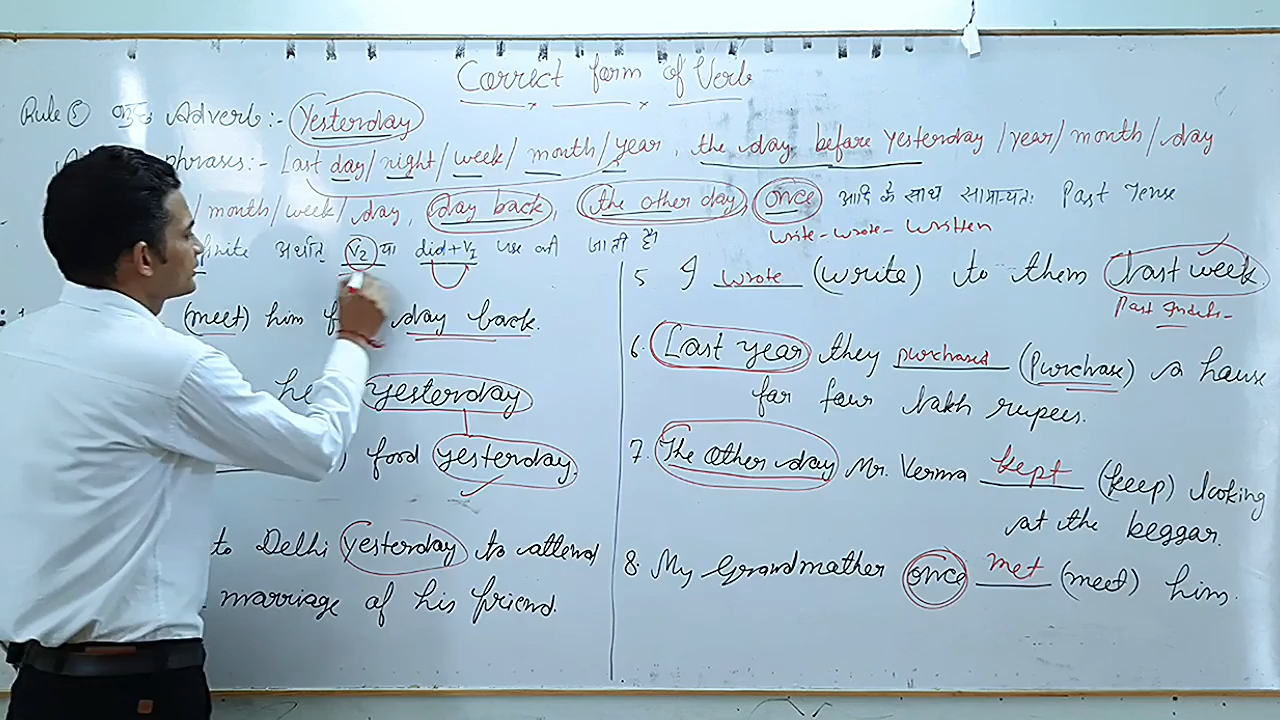 Correct form of Verb
Rule ⑤ कुछ Adverb:- Yesterday
phrases:- Last day/night/week/month/year, the day before yesterday/year/month/day
/month/week/day, day back, the other day, once आदि के साथ सामान्यतः Past Tense
write-wrote-written
अर्थात V2 या did+V1 use की जाती है।
(meet) him day back.
he yesterday
) food yesterday.
to Delhi yesterday to attend
marriage of his friend.
5. I wrote (write) to them last week.
Past Indefi-
6. Last year they purchased (purchase) a house
for four lakh rupees.
7. The other day Mr. Verma kept (keep) looking
at the beggar.
8. My Grandmother once met (meet) him.